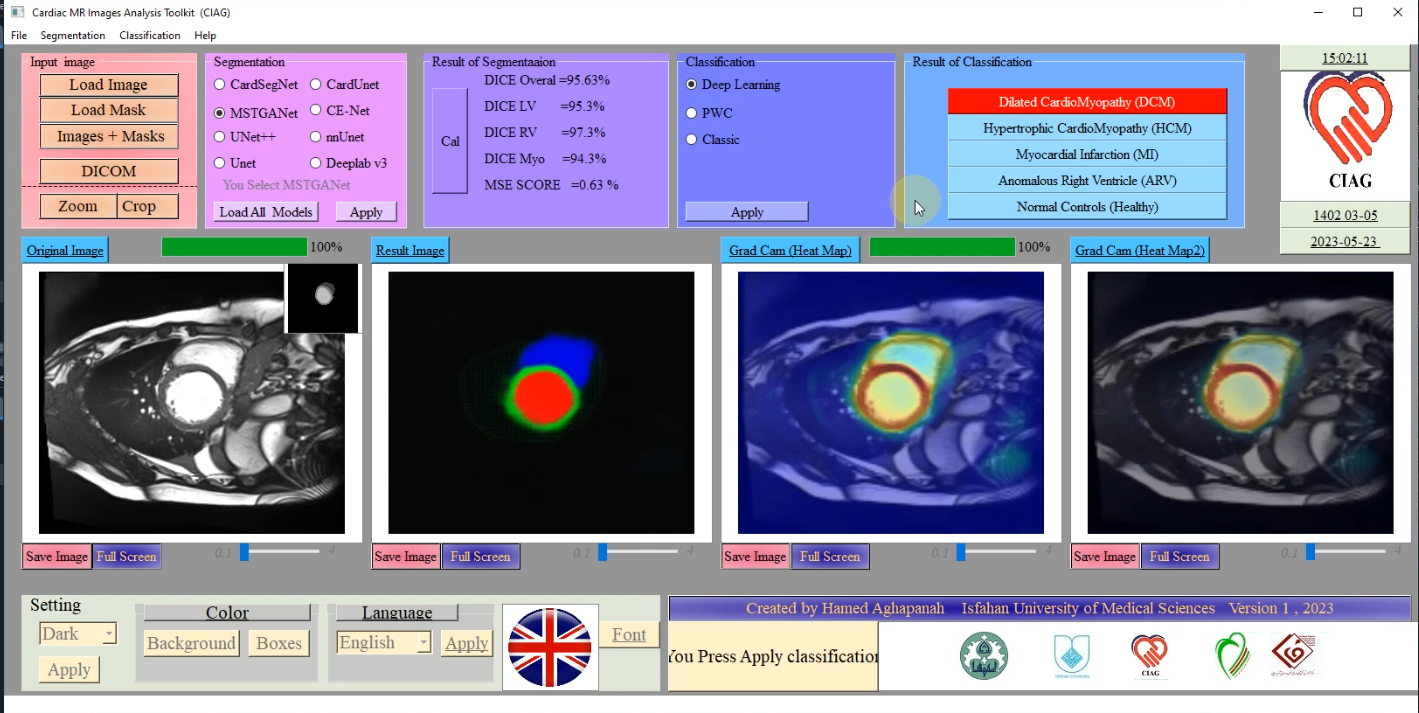 Cardiac MR Images Analysis Toolkit (CIAG)
File Segmentation Classification Help
Input image
Load Image
Load Mask
Images + Masks
DICOM
Zoom Crop
Segmentation
CardSegNet CardUnet
MSTGANet CE-Net
UNet++ nnUnet
Unet Deeplab v3
You Select MSTGANet
Load All Models Apply
Result of Segmentaaion
Cal
DICE Overal =95.63%
DICE LV =95.3%
DICE RV =97.3%
DICE Myo =94.3%
MSE SCORE =0.63 %
Classification
Deep Learning
PWC
Classic
Apply
Result of Classification
Dilated CardioMyopathy (DCM)
Hypertrophic CardioMyopathy (HCM)
Myocardial Infarction (MI)
Anomalous Right Ventricle (ARV)
Normal Controls (Healthy)
15:02:11
CIAG
1402 03-05
2023-05-23
Original Image 100% Result Image Grad Cam (Heat Map) 100% Grad Cam (Heat Map2)
Save Image Full Screen 0.1 4 Save Image Full Screen 0.1 4 Save Image Full Screen 0.1 4 Save Image Full Screen 0.1 4
Setting
Dark
Apply
Color
Background Boxes
Language
English Apply
Font
Created by Hamed Aghapanah Isfahan University of Medical Sciences Version 1 , 2023
You Press Apply classification
CIAG